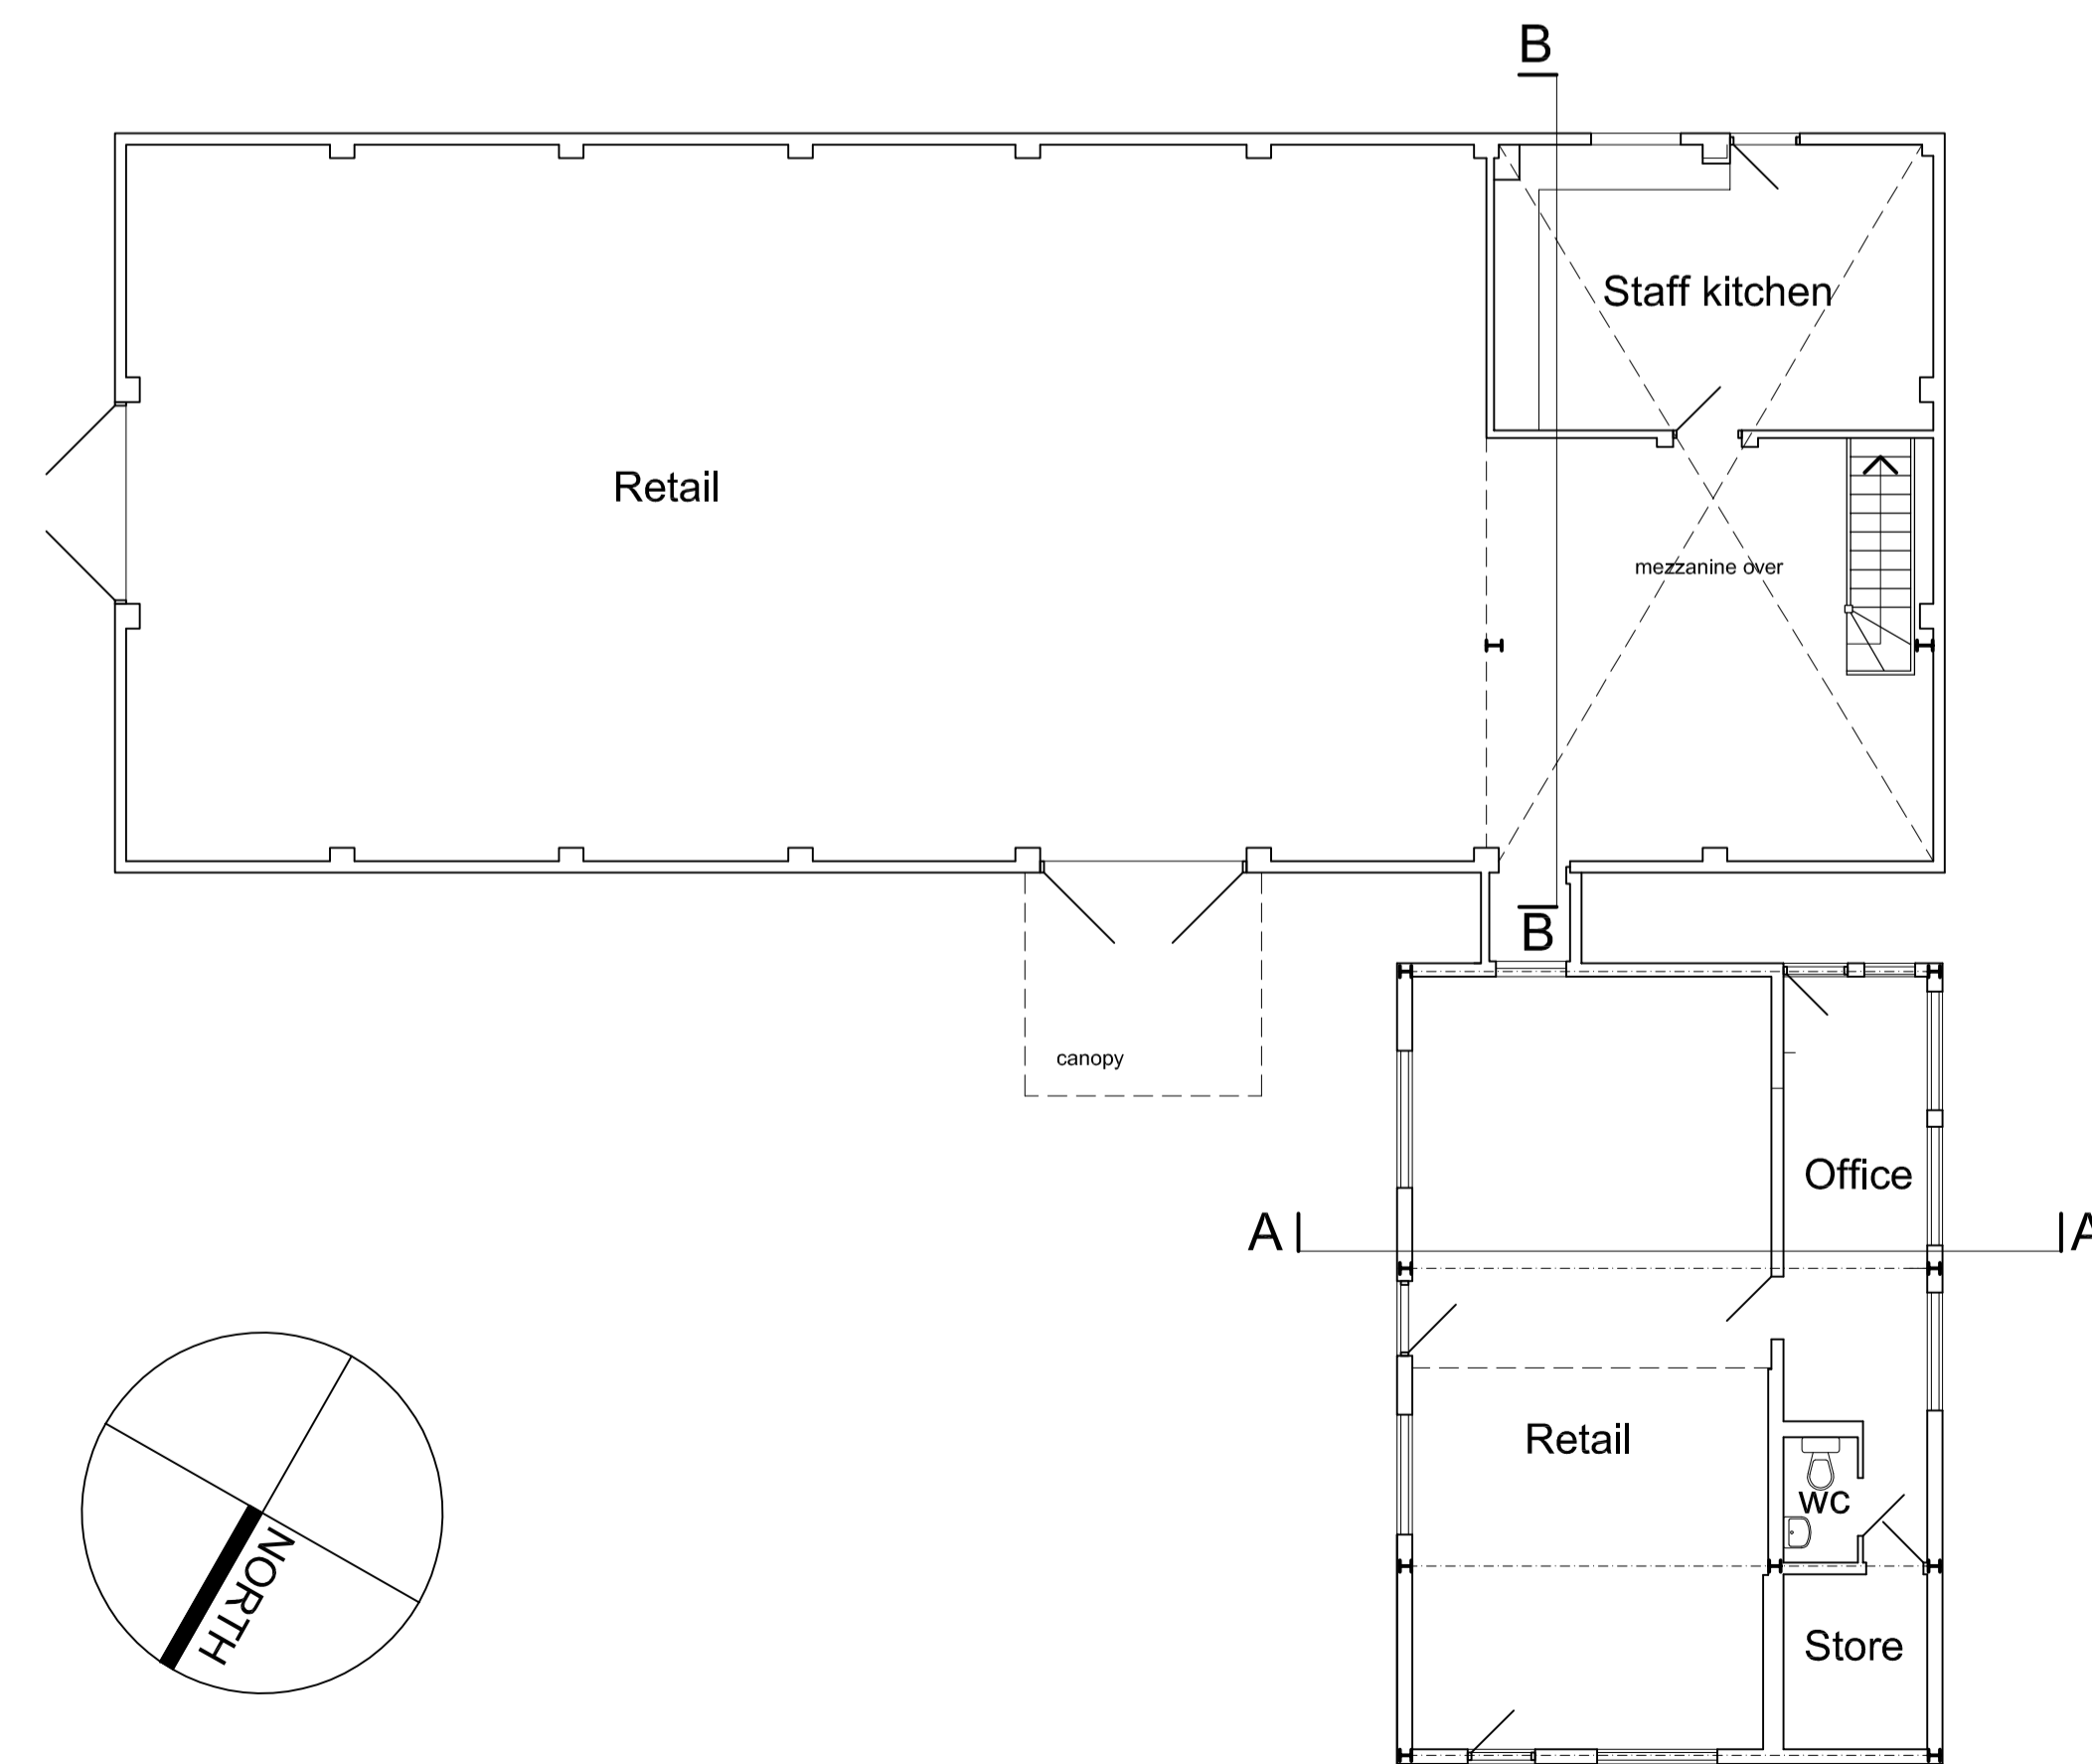 B
Staff kitchen
Retail
mezzanine over
B
canopy
Office
A
A
Retail
wc
NORTH
Store